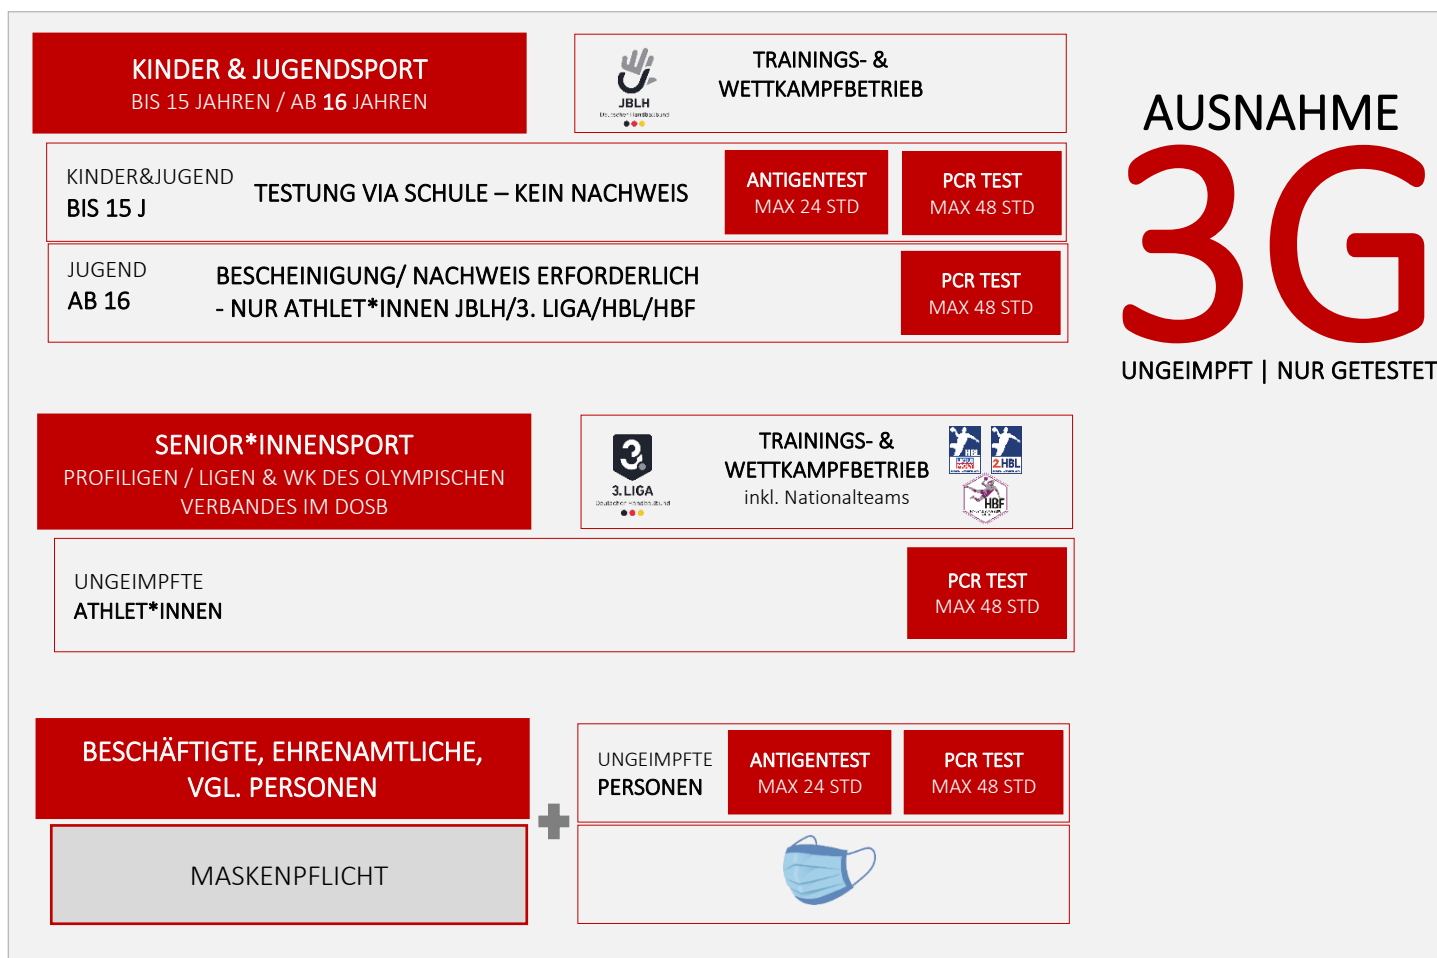 KINDER & JUGENDSPORT
BIS 15 JAHREN / AB 16 JAHREN
JBLH
Deutscher Handballbund
TRAININGS- &
WETTKAMPFBETRIEB
KINDER&JUGEND
BIS 15 J
TESTUNG VIA SCHULE – KEIN NACHWEIS
ANTIGENTEST
MAX 24 STD
PCR TEST
MAX 48 STD
JUGEND
AB 16
BESCHEINIGUNG/ NACHWEIS ERFORDERLICH
- NUR ATHLET*INNEN JBLH/3. LIGA/HBL/HBF
PCR TEST
MAX 48 STD
AUSNAHME
3G
UNGEIMPFT | NUR GETESTET
SENIOR*INNENSPORT
PROFILIGEN / LIGEN & WK DES OLYMPISCHEN
VERBANDES IM DOSB
3.
3.LIGA
Deutscher Handballbund
TRAININGS- &
WETTKAMPFBETRIEB
inkl. Nationalteams
HBL
2.HBL
HBF
UNGEIMPFTE
ATHLET*INNEN
PCR TEST
MAX 48 STD
BESCHÄFTIGTE, EHRENAMTLICHE,
VGL. PERSONEN
MASKENPFLICHT
UNGEIMPFTE
PERSONEN
ANTIGENTEST
MAX 24 STD
PCR TEST
MAX 48 STD